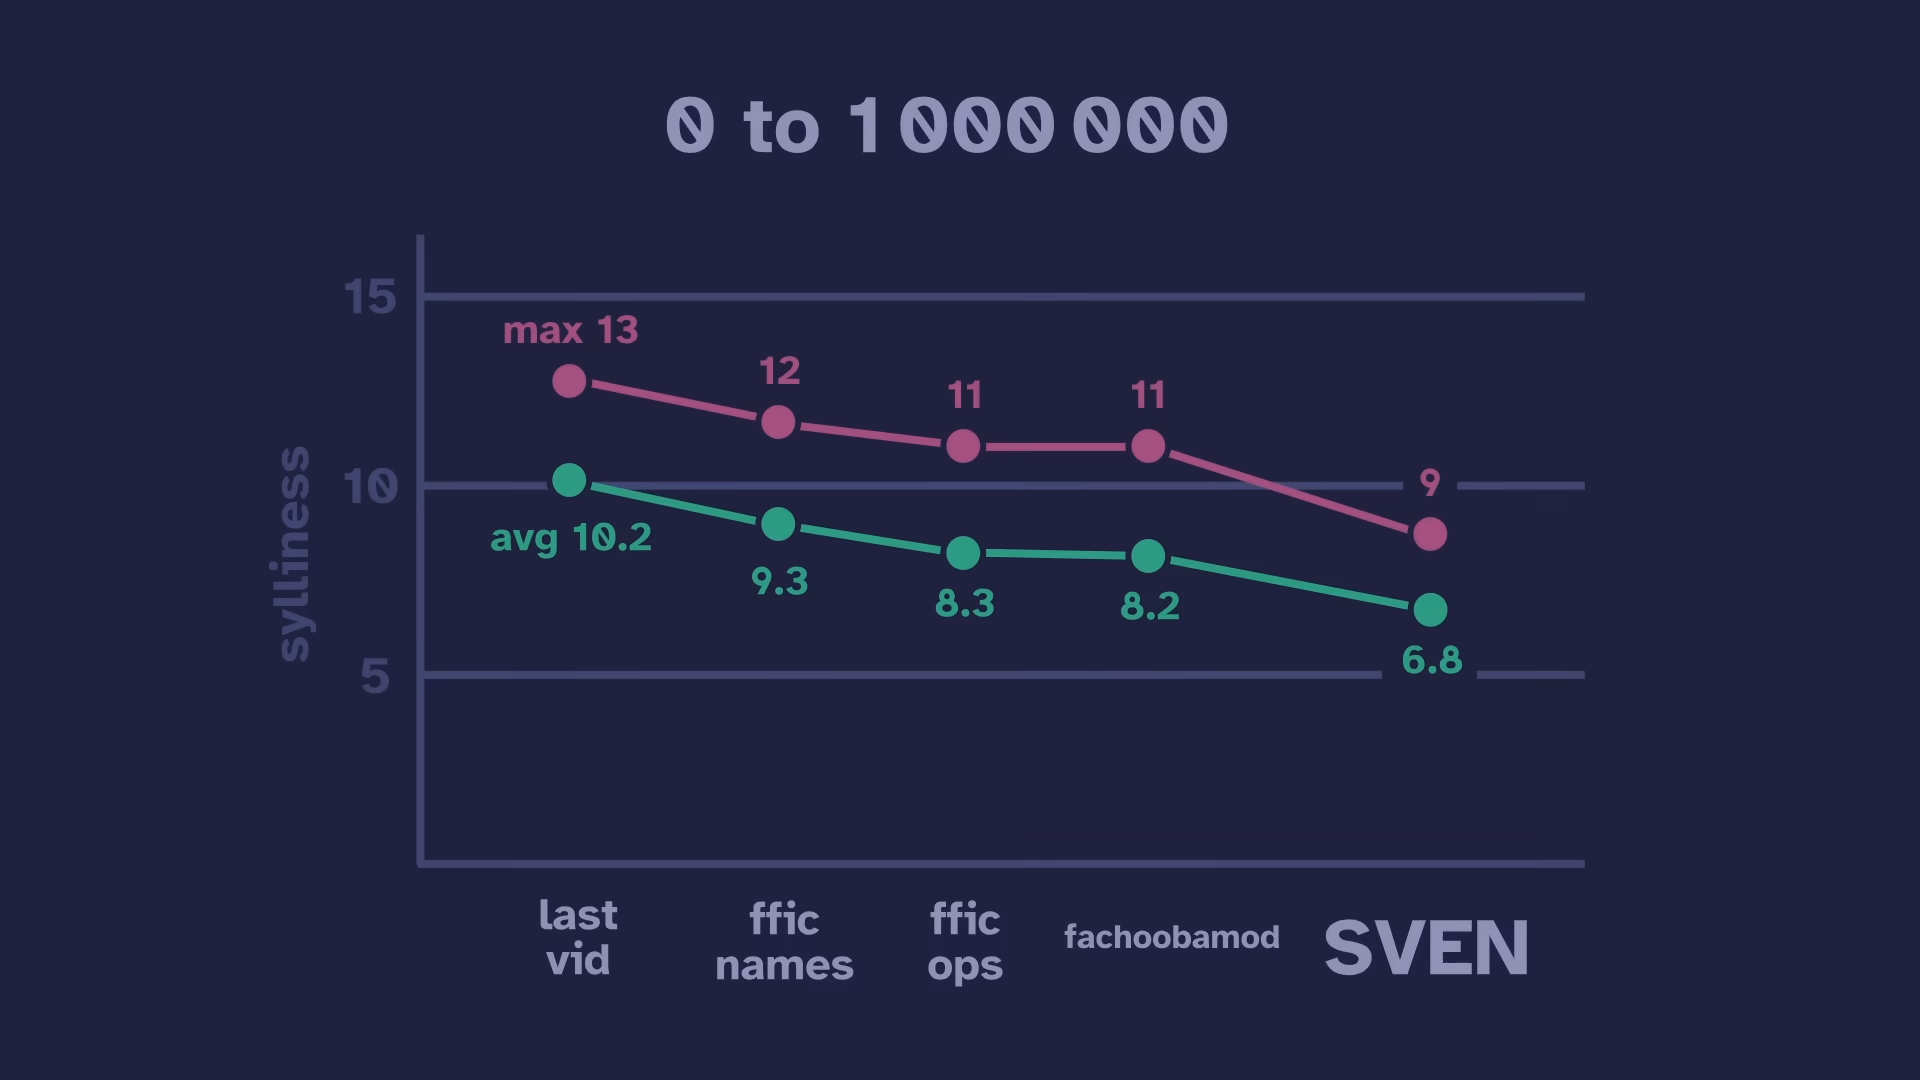 0 to 1 000 000
15
max 13
12
11
11
10
9
avg 10.2
9.3
8.3
8.2
6.8
5
sylliness
last
vid
ffic
names
ffic
ops
fachoobamod
SVEN